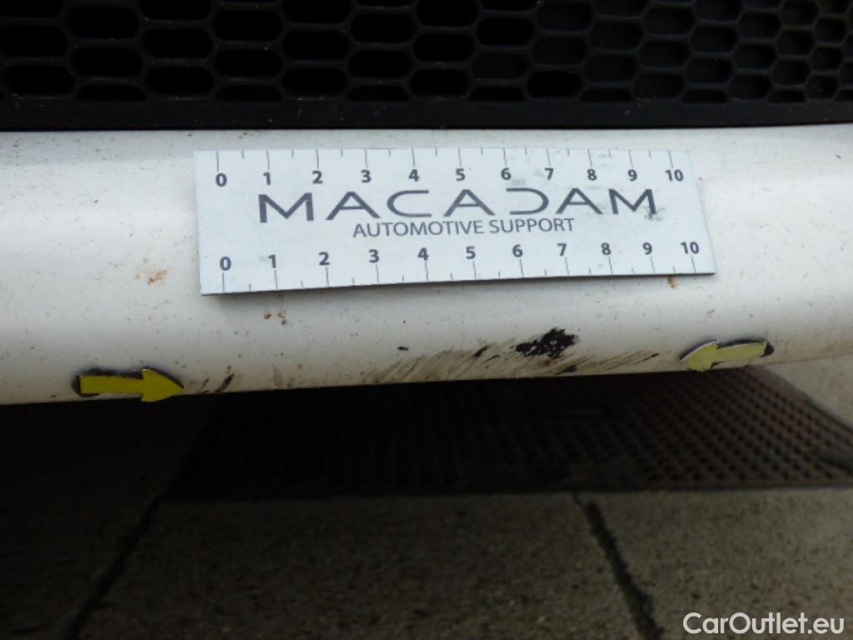 0 1 2 3 4 5 6 7 8 9 10
MACADAM
AUTOMOTIVE SUPPORT
0 1 2 3 4 5 6 7 8 9 10
CarOutlet.eu